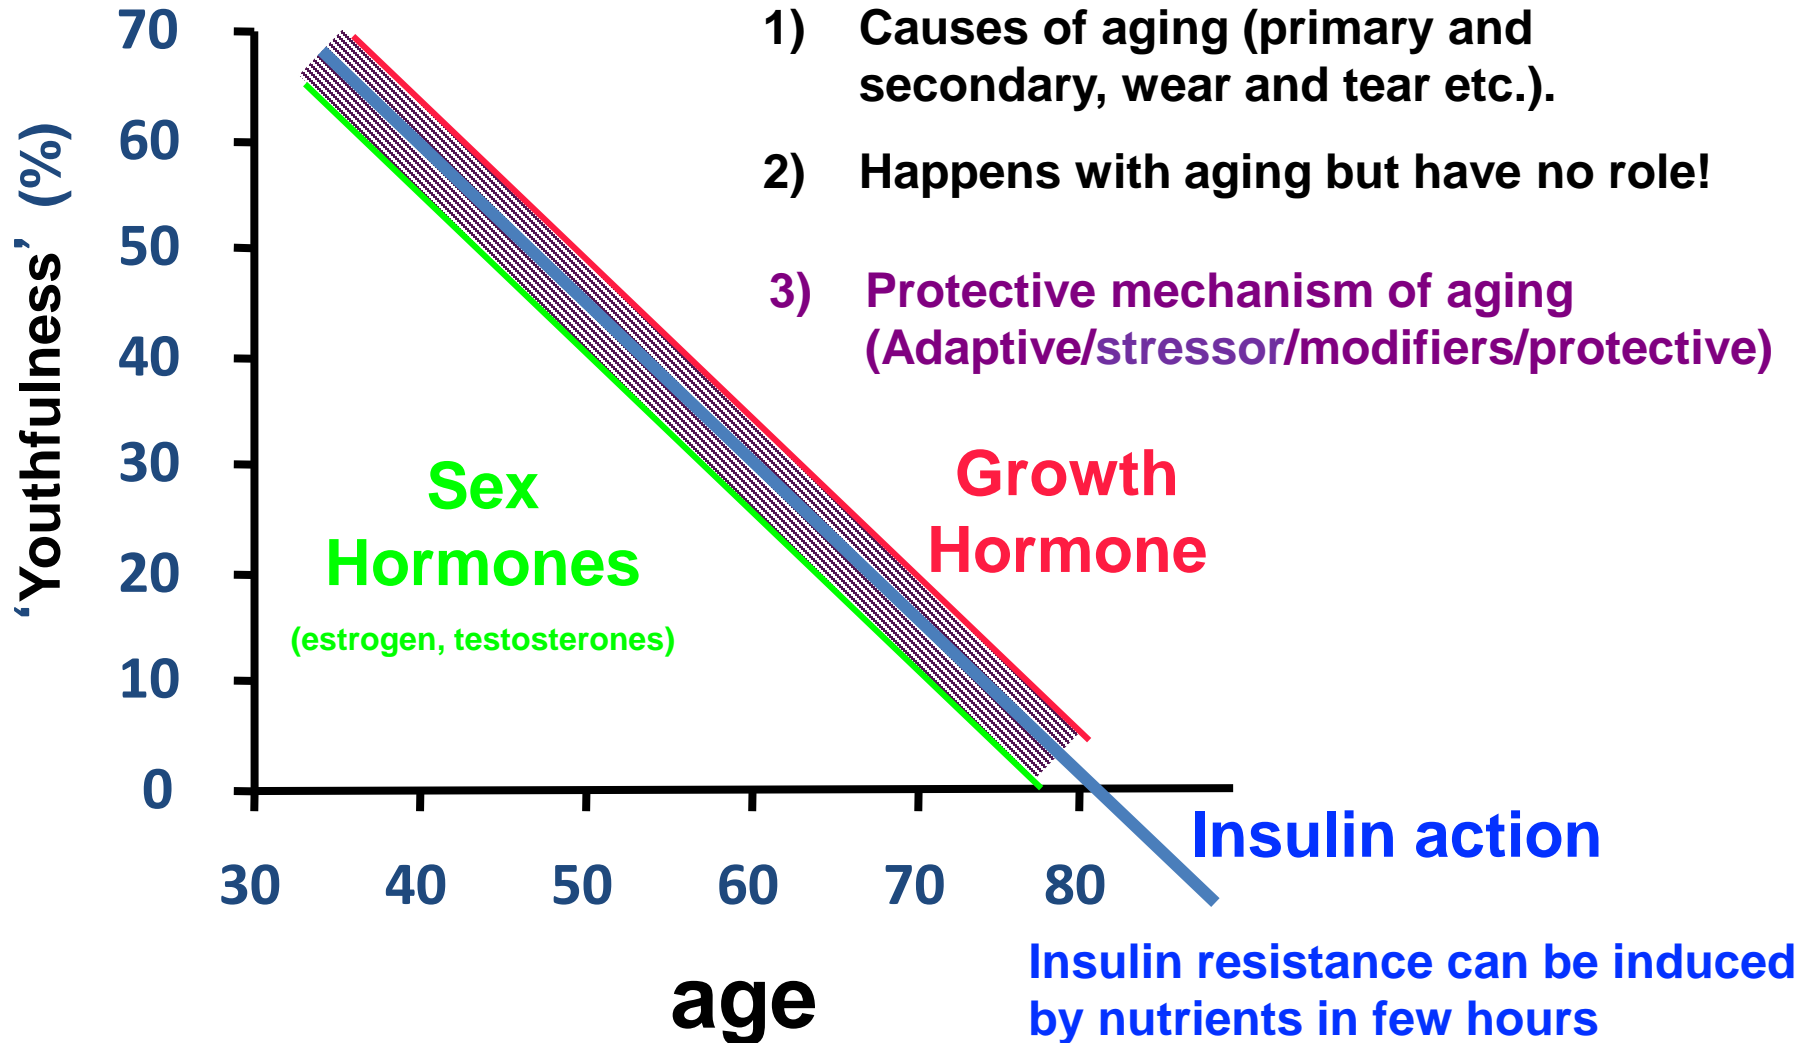 1) Causes of aging (primary and
secondary, wear and tear etc.).
2) Happens with aging but have no role!
3) Protective mechanism of aging
(Adaptive/stressor/modifiers/protective)
‘Youthfulness’ (%)
70
60
50
40
30
20
10
0
Sex
Hormones
(estrogen, testosterones)
Growth
Hormone
Insulin action
30 40 50 60 70 80
age
Insulin resistance can be induced
by nutrients in few hours